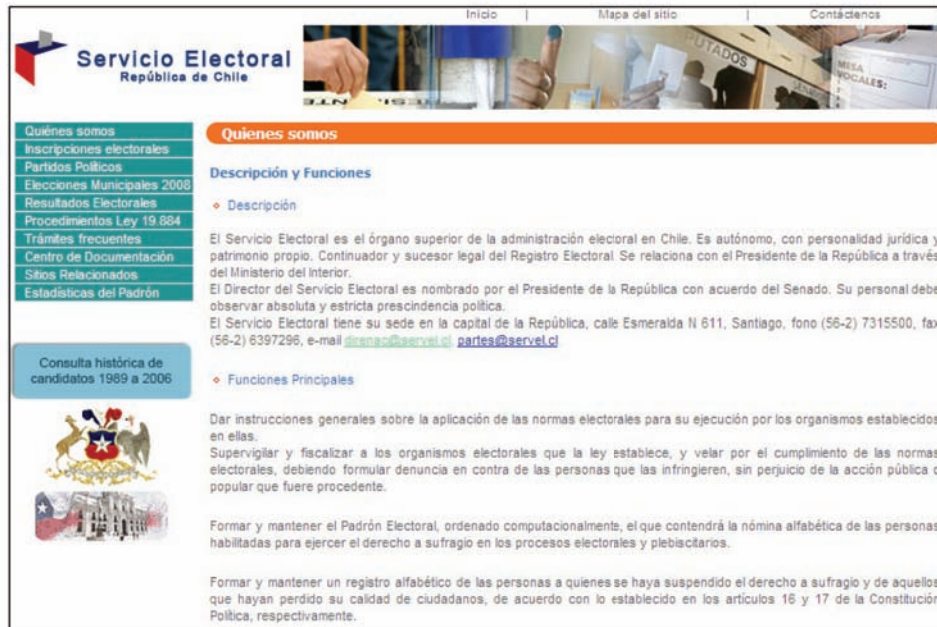 Inicio | Mapa del sitio | Contáctenos
Servicio Electoral
República de Chile
PUTADOS
MESA
VOCALES:
Quiénes somos
Inscripciones electorales
Partidos Políticos
Elecciones Municipales 2008
Resultados Electorales
Procedimientos Ley 19.884
Trámites frecuentes
Centro de Documentación
Sitios Relacionados
Estadísticas del Padrón
Consulta histórica de
candidatos 1989 a 2006
Quienes somos
Descripción y Funciones
Descripción
El Servicio Electoral es el órgano superior de la administración electoral en Chile. Es autónomo, con personalidad jurídica y
patrimonio propio. Continuador y sucesor legal del Registro Electoral. Se relaciona con el Presidente de la República a través
del Ministerio del Interior.
El Director del Servicio Electoral es nombrado por el Presidente de la República con acuerdo del Senado. Su personal debe
observar absoluta y estricta prescindencia política.
El Servicio Electoral tiene su sede en la capital de la República, calle Esmeralda N 611, Santiago, fono (56-2) 7315500, fax
(56-2) 6397296, e-mail dirensc@servel.cl, partes@servel.cl
Funciones Principales
Dar instrucciones generales sobre la aplicación de las normas electorales para su ejecución por los organismos establecidos
en ellas.
Supervigilar y fiscalizar a los organismos electorales que la ley establece, y velar por el cumplimiento de las normas
electorales, debiendo formular denuncia en contra de las personas que las infringieren, sin perjuicio de la acción pública o
popular que fuere procedente.
Formar y mantener el Padrón Electoral, ordenado computacionalmente, el que contendrá la nómina alfabética de las personas
habilitadas para ejercer el derecho a sufragio en los procesos electorales y plebiscitarios.
Formar y mantener un registro alfabético de las personas a quienes se haya suspendido el derecho a sufragio y de aquellos
que hayan perdido su calidad de ciudadanos, de acuerdo con lo establecido en los artículos 16 y 17 de la Constitución
Política, respectivamente.